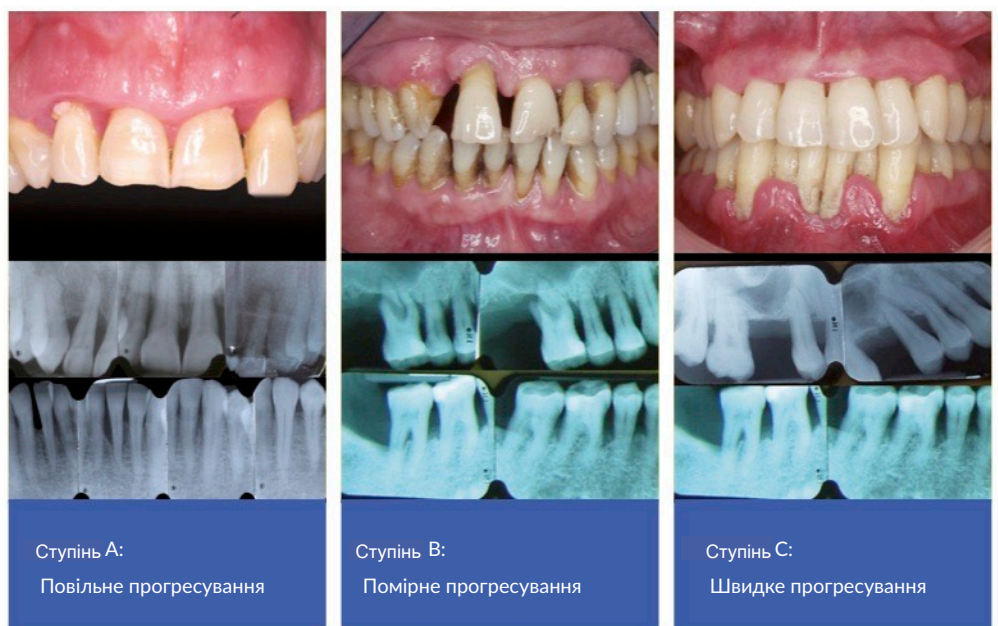 Ступінь A:
Повільне прогресування
Ступінь B:
Помірне прогресування
Ступінь C:
Швидке прогресування